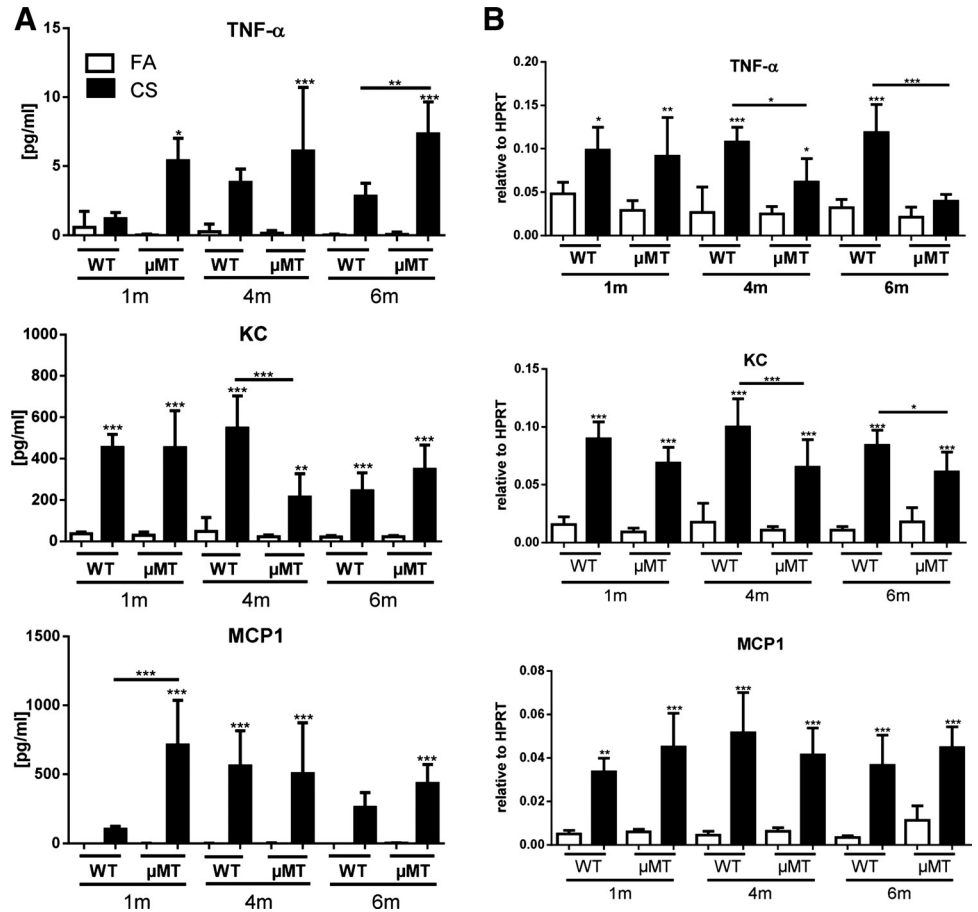 A
TNF-α
15
10
5
0
[pg/ml]
FA
CS
*
***
**
***
WT µMT WT µMT WT µMT
1m 4m 6m
KC
1000
800
600
400
200
0
[pg/ml]
***
***
***
***
**
***
***
WT µMT WT µMT WT µMT
1m 4m 6m
MCP1
1500
1000
500
0
[pg/ml]
***
***
***
***
***
WT µMT WT µMT WT µMT
1m 4m 6m
B
TNF-α
0.20
0.15
0.10
0.05
0.00
relative to HPRT
*
**
***
*
*
***
***
WT µMT WT µMT WT µMT
1m 4m 6m
KC
0.15
0.10
0.05
0.00
relative to HPRT
***
***
***
***
***
***
*
***
WT µMT WT µMT WT µMT
1m 4m 6m
MCP1
0.08
0.06
0.04
0.02
0.00
relative to HPRT
**
***
***
***
***
***
WT µMT WT µMT WT µMT
1m 4m 6m